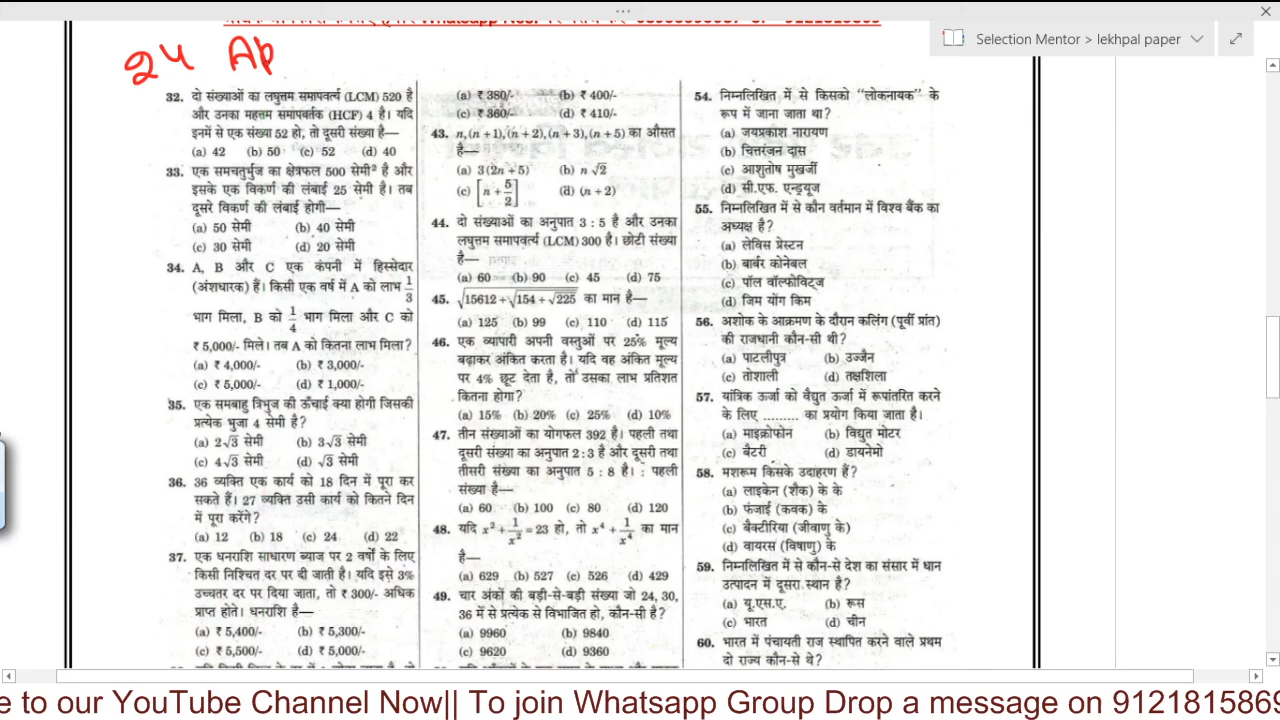 Selection Mentor > lekhpal paper
24 Ap
32. दो संख्याओं का लघुत्तम समापवर्त्य (LCM) 520 है
और उनका महत्तम समापवर्तक (HCF) 4 है। यदि
इनमें से एक संख्या 52 हो, तो दूसरी संख्या है—
(a) 42 (b) 50 (c) 52 (d) 40
33. एक समचतुर्भुज का क्षेत्रफल 500 सेमी² है और
इसके एक विकर्ण की लंबाई 25 सेमी है। तब
दूसरे विकर्ण की लंबाई होगी—
(a) 50 सेमी (b) 40 सेमी
(c) 30 सेमी (d) 20 सेमी
34. A, B और C एक कंपनी में हिस्सेदार
(अंशधारक) हैं। किसी एक वर्ष में A को लाभ 1/3
भाग मिला, B को 1/4 भाग मिला और C को
₹ 5,000/- मिले। तब A को कितना लाभ मिला?
(a) ₹ 4,000/- (b) ₹ 3,000/-
(c) ₹ 5,000/- (d) ₹ 1,000/-
35. एक समबाहु त्रिभुज की ऊँचाई क्या होगी जिसकी
प्रत्येक भुजा 4 सेमी है?
(a) 2√3 सेमी (b) 3√3 सेमी
(c) 4√3 सेमी (d) √3 सेमी
36. 36 व्यक्ति एक कार्य को 18 दिन में पूरा कर
सकते हैं। 27 व्यक्ति उसी कार्य को कितने दिन
में पूरा करेंगे?
(a) 12 (b) 18 (c) 24 (d) 22
37. एक धनराशि साधारण ब्याज पर 2 वर्षों के लिए
किसी निश्चित दर पर दी जाती है। यदि इसे 3%
उच्चतर दर पर दिया जाता, तो ₹ 300/- अधिक
प्राप्त होते। धनराशि है—
(a) ₹ 5,400/- (b) ₹ 5,300/-
(c) ₹ 5,500/- (d) ₹ 5,000/-
(a) ₹ 380/- (b) ₹ 400/-
(c) ₹ 360/- (d) ₹ 410/-
43. n, (n + 1), (n + 2), (n + 3), (n + 5) का औसत
है—
(a) 3(2n + 5) (b) n √2
(c) [n + 5/2] (d) (n + 2)
44. दो संख्याओं का अनुपात 3 : 5 है और उनका
लघुत्तम समापवर्त्य (LCM) 300 है। छोटी संख्या
है—
(a) 60 (b) 90 (c) 45 (d) 75
45. √15612 + √154 + √225 का मान है—
(a) 125 (b) 99 (c) 110 (d) 115
46. एक व्यापारी अपनी वस्तुओं पर 25% मूल्य
बढ़ाकर अंकित करता है। यदि वह अंकित मूल्य
पर 4% छूट देता है, तो उसका लाभ प्रतिशत
कितना होगा?
(a) 15% (b) 20% (c) 25% (d) 10%
47. तीन संख्याओं का योगफल 392 है। पहली तथा
दूसरी संख्या का अनुपात 2 : 3 है और दूसरी तथा
तीसरी संख्या का अनुपात 5 : 8 है। : पहली
संख्या है—
(a) 60 (b) 100 (c) 80 (d) 120
48. यदि x² + 1/x² = 23 हो, तो x⁴ + 1/x⁴ का मान
है—
(a) 629 (b) 527 (c) 526 (d) 429
49. चार अंकों की बड़ी-से-बड़ी संख्या जो 24, 30,
36 में से प्रत्येक से विभाजित हो, कौन-सी है?
(a) 9960 (b) 9840
(c) 9620 (d) 9360
54. निम्नलिखित में से किसको “लोकनायक” के
रूप में जाना जाता था?
(a) जयप्रकाश नारायण
(b) चित्तरंजन दास
(c) आशुतोष मुखर्जी
(d) सी.एफ. एन्ड्रयूज
55. निम्नलिखित में से कौन वर्तमान में विश्व बैंक का
अध्यक्ष है?
(a) लेविस प्रेस्टन
(b) बार्बर कोनेबल
(c) पॉल वॉल्फोविट्ज
(d) जिम योंग किम
56. अशोक के आक्रमण के दौरान कलिंग (पूर्वी प्रांत)
की राजधानी कौन-सी थी?
(a) पाटलीपुत्र (b) उज्जैन
(c) तोशाली (d) तक्षशिला
57. यांत्रिक ऊर्जा को वैद्युत ऊर्जा में रूपांतरित करने
के लिए ......... का प्रयोग किया जाता है।
(a) माइक्रोफोन (b) विद्युत मोटर
(c) बैटरी (d) डायनेमो
58. मशरूम किसके उदाहरण हैं?
(a) लाइकेन (शैक) के के
(b) फंजाई (कवक) के
(c) बैक्टीरिया (जीवाणु के)
(d) वायरस (विषाणु) के
59. निम्नलिखित में से कौन-से देश का संसार में धान
उत्पादन में दूसरा स्थान है?
(a) यू.एस.ए. (b) रूस
(c) भारत (d) चीन
60. भारत में पंचायती राज स्थापित करने वाले प्रथम
दो राज्य कौन-से थे?
e to our YouTube Channel Now|| To join Whatsapp Group Drop a message on 9121815869